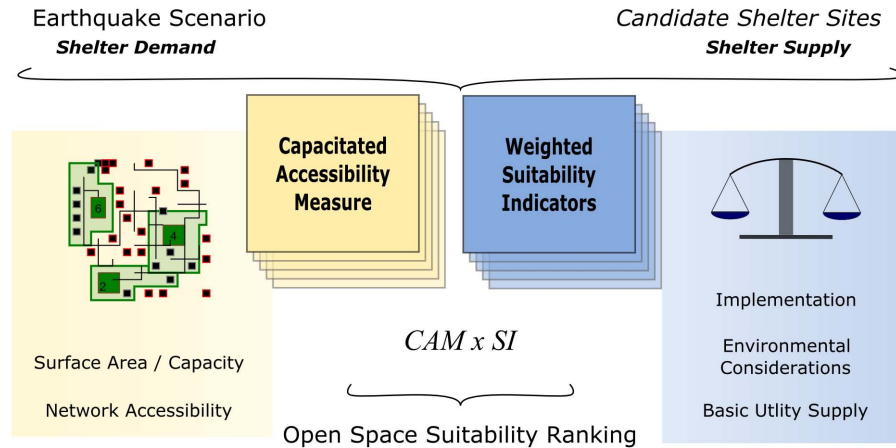 Earthquake Scenario
Shelter Demand
Candidate Shelter Sites
Shelter Supply
Capacitated
Accessibility
Measure
Weighted
Suitability
Indicators
6
4
2
Surface Area / Capacity
Network Accessibility
CAM x SI
Implementation
Environmental
Considerations
Basic Utlity Supply
Open Space Suitability Ranking